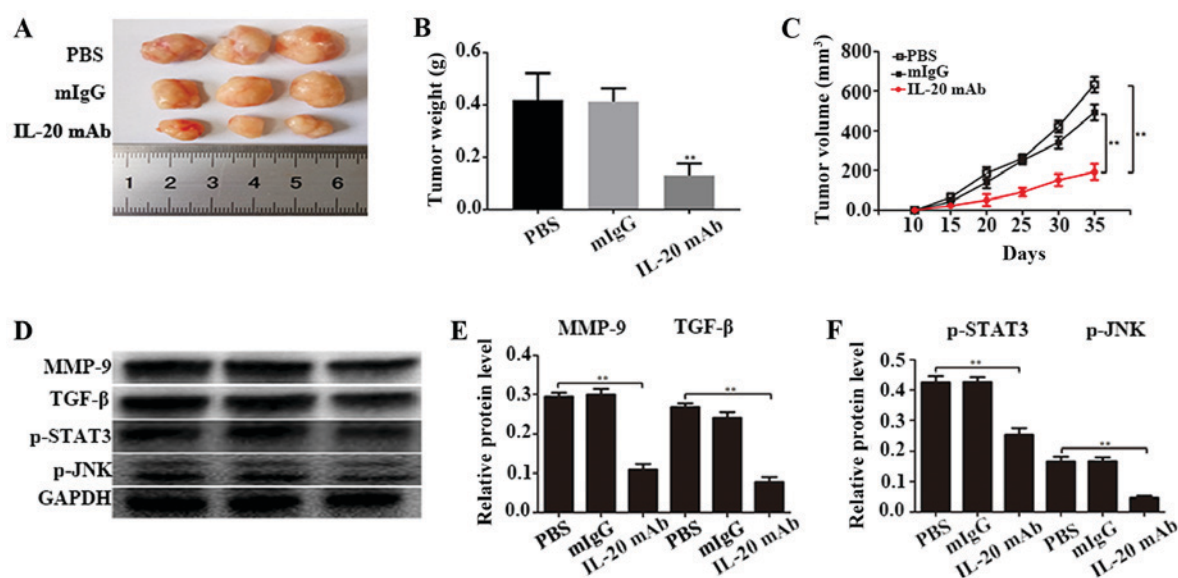 A
PBS
mIgG
IL-20 mAb
1 2 3 4 5 6
B
Tumor weight (g)
0.6
0.4
0.2
0.0
**
PBS
mIgG
IL-20 mAb
C
Tumor volume (mm³)
800
600
400
200
0.0
PBS
mIgG
IL-20 mAb
**
**
10 15 20 25 30 35
Days
D
MMP-9
TGF-β
p-STAT3
p-JNK
GAPDH
E
MMP-9 TGF-β
Relative protein level
0.4
0.3
0.2
0.1
0.0
**
**
PBS
mIgG
IL-20 mAb
PBS
mIgG
IL-20 mAb
F
p-STAT3 p-JNK
Relative protein level
0.5
0.4
0.3
0.2
0.1
0.0
**
**
PBS
mIgG
IL-20 mAb
PBS
mIgG
IL-20 mAb